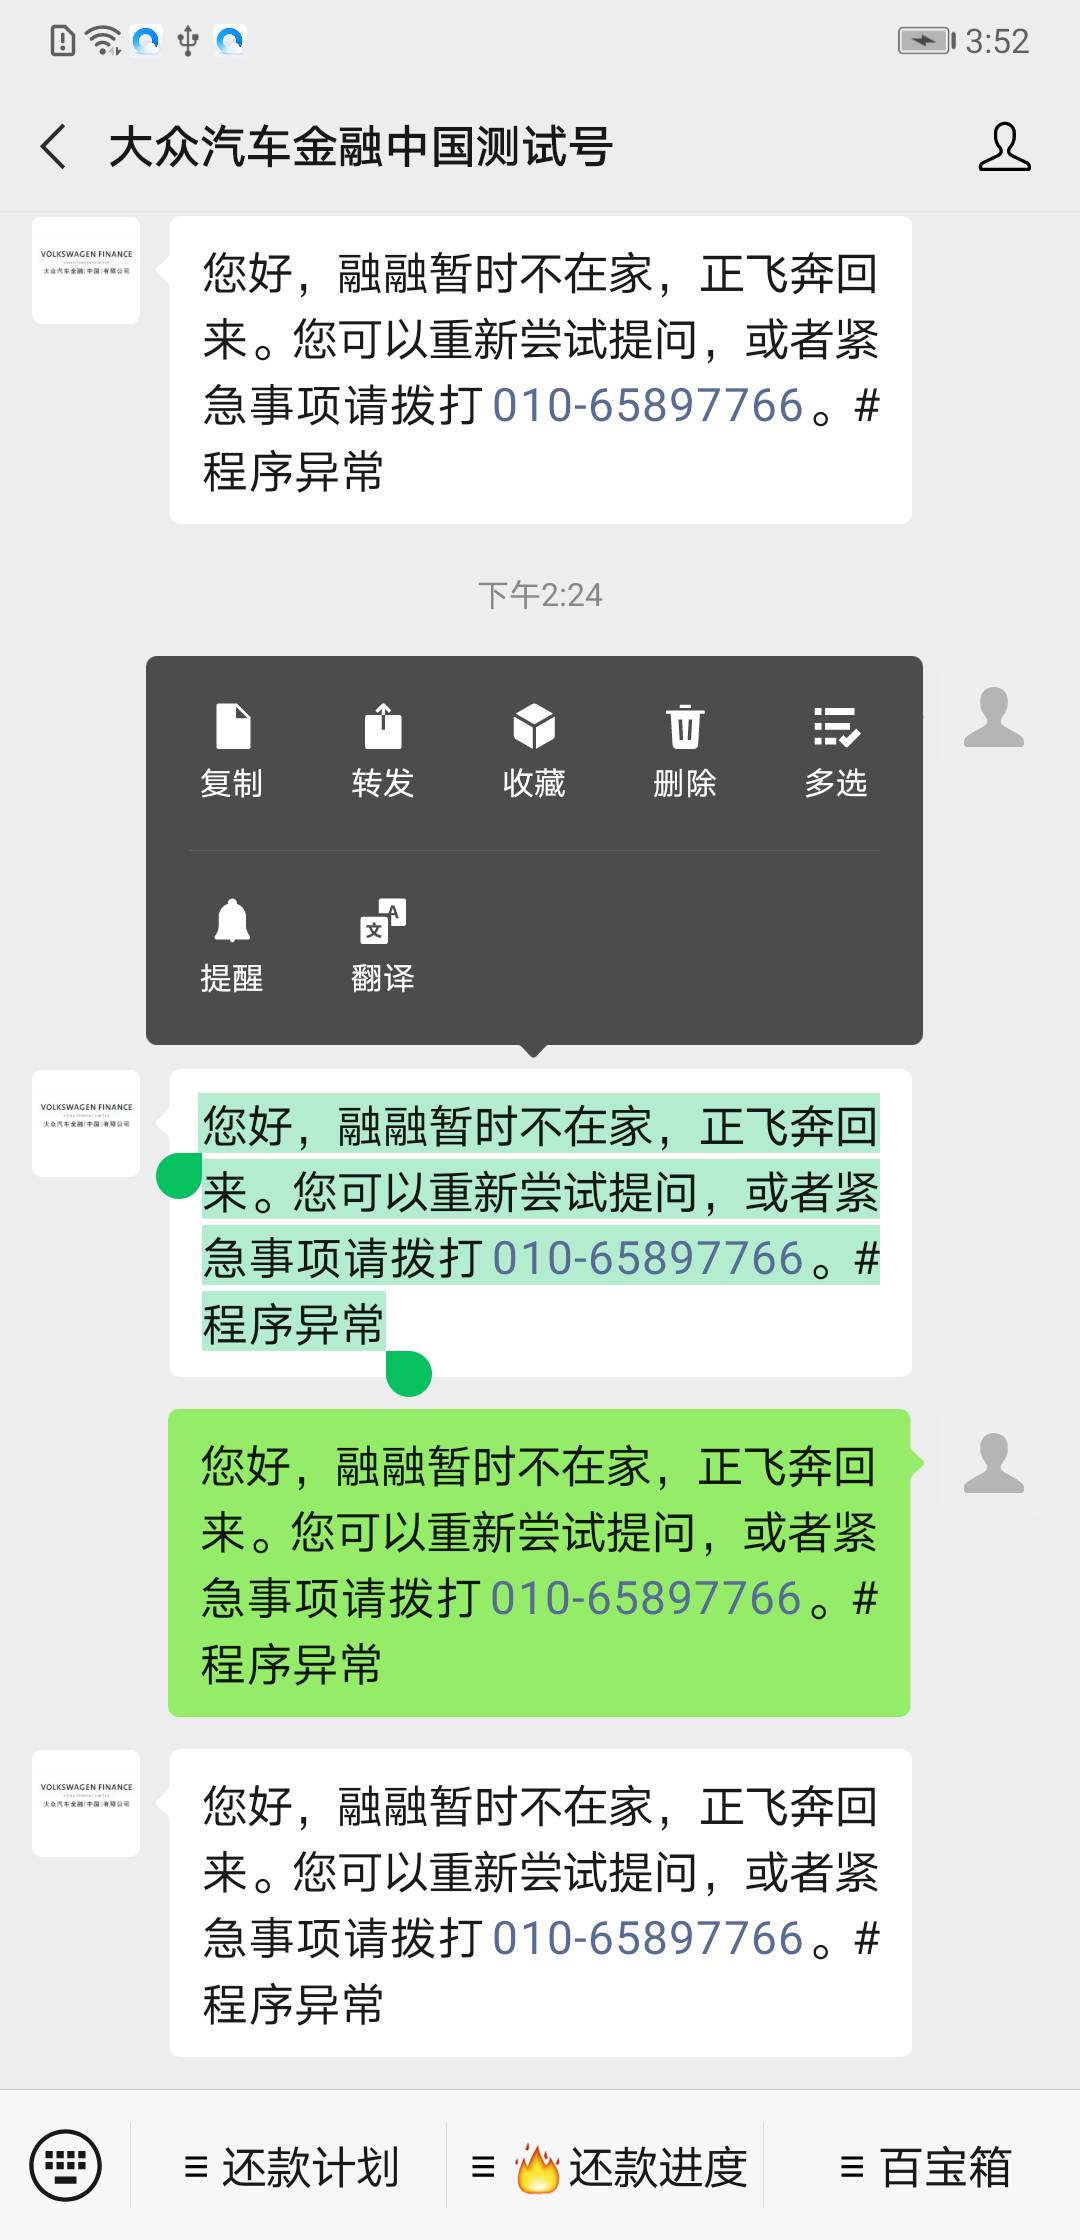 3:52
大众汽车金融中国测试号
VOLKSWAGEN FINANCE
大众汽车金融(中国)有限公司
您好，融融暂时不在家，正飞奔回
来。您可以重新尝试提问，或者紧
急事项请拨打010-65897766。#
程序异常
下午2:24
复制 转发 收藏 删除 多选
提醒 翻译
VOLKSWAGEN FINANCE
大众汽车金融(中国)有限公司
您好，融融暂时不在家，正飞奔回
来。您可以重新尝试提问，或者紧
急事项请拨打010-65897766。#
程序异常
您好，融融暂时不在家，正飞奔回
来。您可以重新尝试提问，或者紧
急事项请拨打010-65897766。#
程序异常
VOLKSWAGEN FINANCE
大众汽车金融(中国)有限公司
您好，融融暂时不在家，正飞奔回
来。您可以重新尝试提问，或者紧
急事项请拨打010-65897766。#
程序异常
还款计划 🔥还款进度 百宝箱